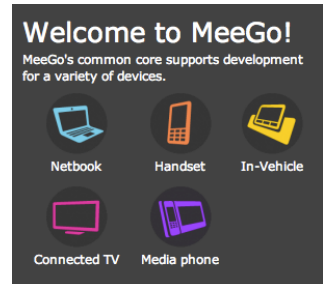 Welcome to MeeGo!
MeeGo's common core supports development
for a variety of devices.
Netbook
Handset
In-Vehicle
Connected TV
Media phone